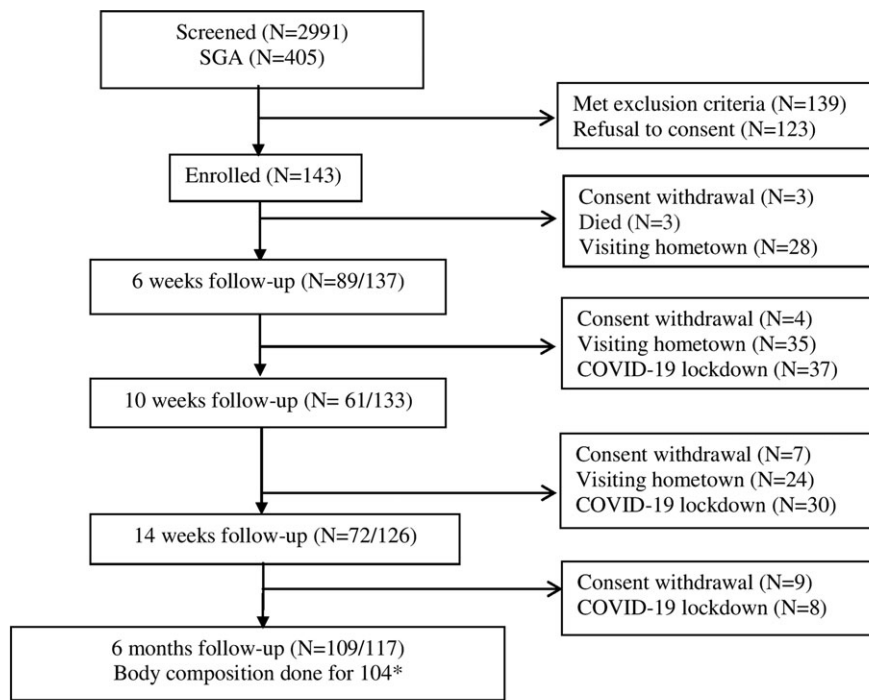 Screened (N=2991)
SGA (N=405)
Met exclusion criteria (N=139)
Refusal to consent (N=123)
Enrolled (N=143)
Consent withdrawal (N=3)
Died (N=3)
Visiting hometown (N=28)
6 weeks follow-up (N=89/137)
Consent withdrawal (N=4)
Visiting hometown (N=35)
COVID-19 lockdown (N=37)
10 weeks follow-up (N= 61/133)
Consent withdrawal (N=7)
Visiting hometown (N=24)
COVID-19 lockdown (N=30)
14 weeks follow-up (N=72/126)
Consent withdrawal (N=9)
COVID-19 lockdown (N=8)
6 months follow-up (N=109/117)
Body composition done for 104*